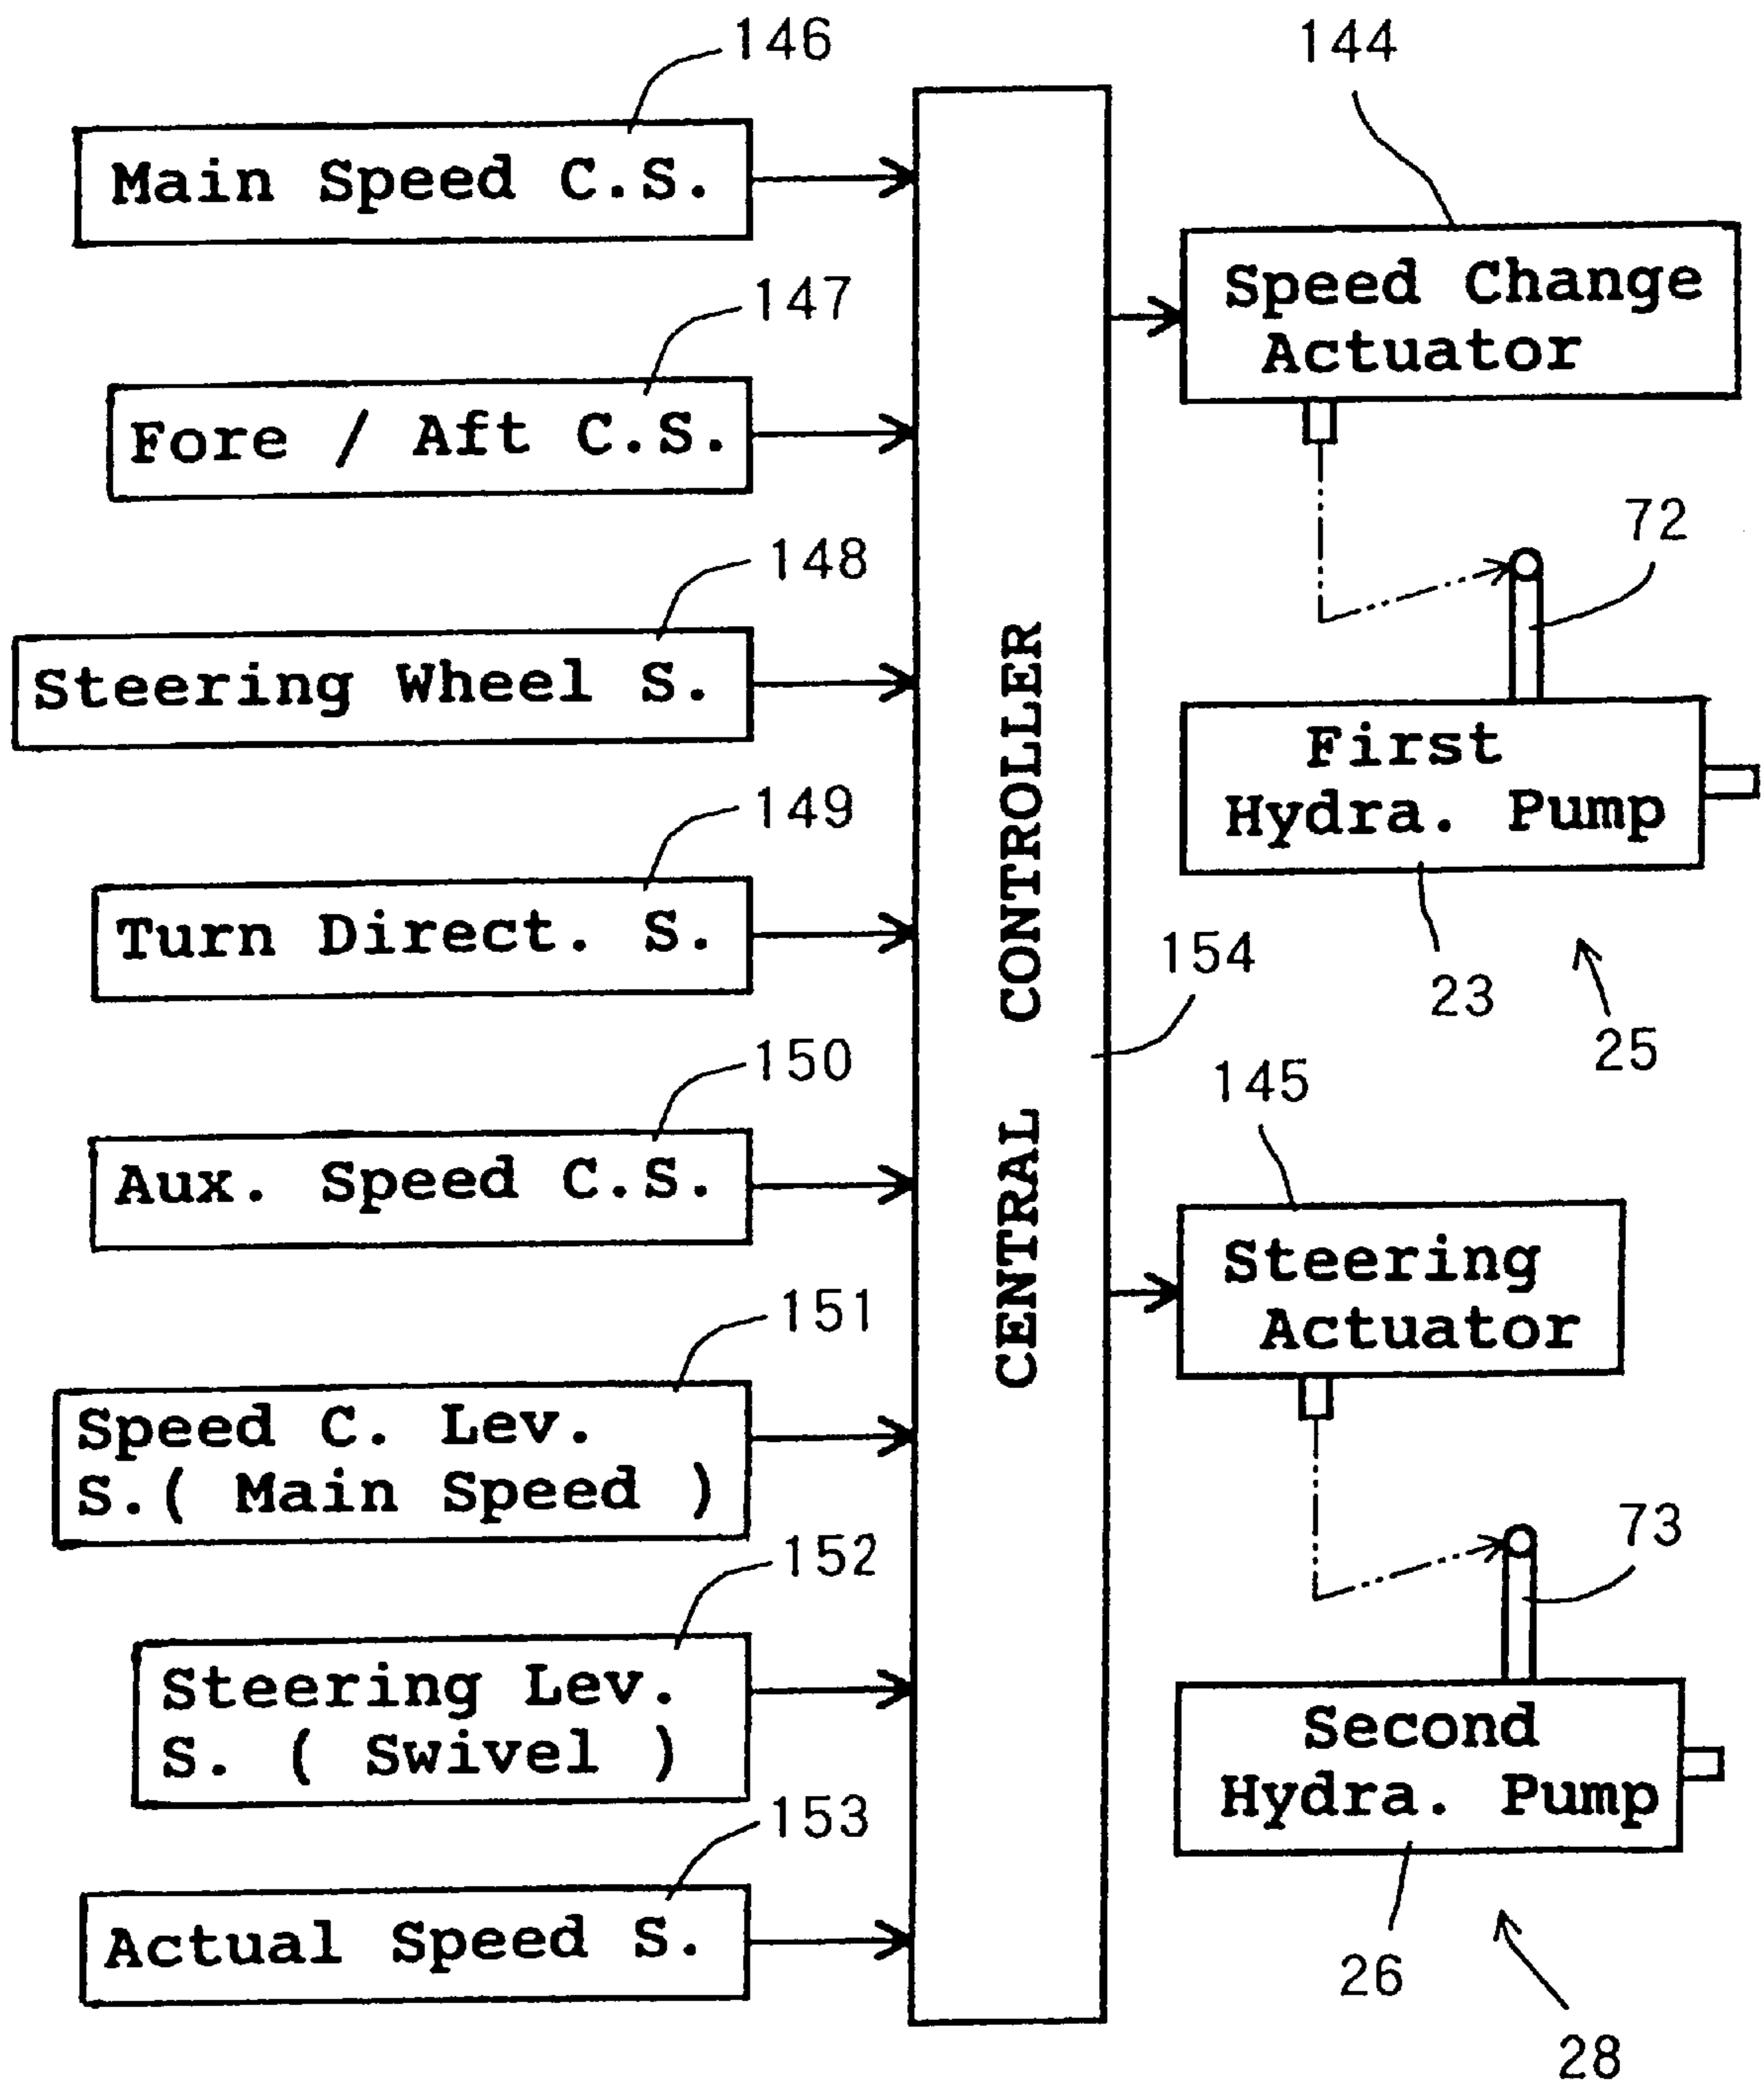 146
Main Speed C.S.
147
Fore / Aft C.S.
148
Steering Wheel S.
149
Turn Direct. S.
150
Aux. Speed C.S.
151
Speed C. Lev.
S.( Main Speed )
152
Steering Lev.
S. ( Swivel )
153
Actual Speed S.
CENTRAL CONTROLLER
154
144
Speed Change
Actuator
72
First
Hydra. Pump
23
25
145
Steering
Actuator
73
Second
Hydra. Pump
26
28